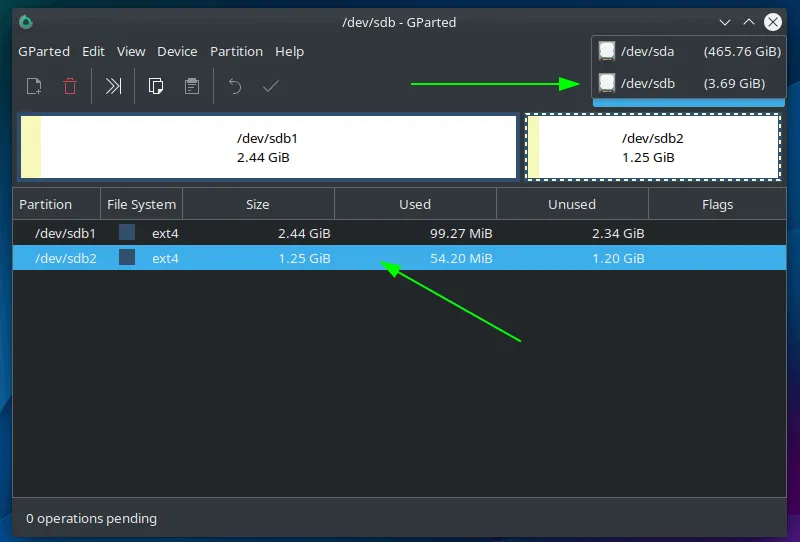 /dev/sdb - GParted
GParted Edit View Device Partition Help
/dev/sda (465.76 GiB)
/dev/sdb (3.69 GiB)
/dev/sdb1
2.44 GiB
/dev/sdb2
1.25 GiB
Partition File System Size Used Unused Flags
/dev/sdb1 ext4 2.44 GiB 99.27 MiB 2.34 GiB
/dev/sdb2 ext4 1.25 GiB 54.20 MiB 1.20 GiB
0 operations pending